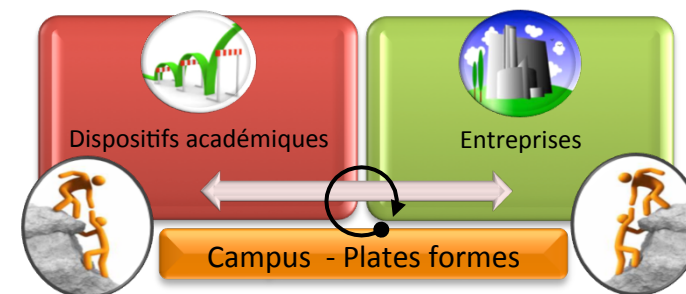 Dispositifs académiques
Entreprises
Campus - Plates formes